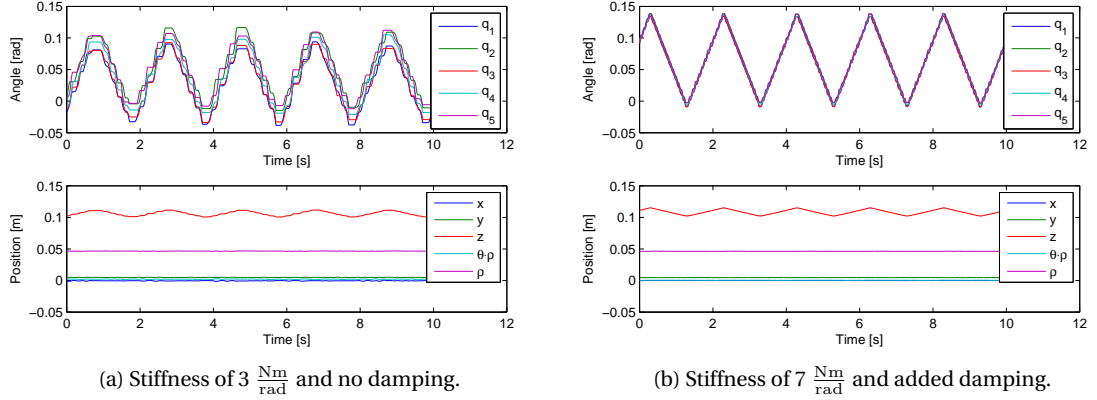 0.15
0.1
0.05
0
−0.05
Angle [rad]
0 2 4 6 8 10 12
Time [s]
q1
q2
q3
q4
q5
0.15
0.1
0.05
0
−0.05
Position [m]
0 2 4 6 8 10 12
Time [s]
x
y
z
θ·ρ
ρ
(a) Stiffness of 3 Nm/rad and no damping.
0.15
0.1
0.05
0
−0.05
Angle [rad]
0 2 4 6 8 10 12
Time [s]
q1
q2
q3
q4
q5
0.15
0.1
0.05
0
−0.05
Position [m]
0 2 4 6 8 10 12
Time [s]
x
y
z
θ·ρ
ρ
(b) Stiffness of 7 Nm/rad and added damping.